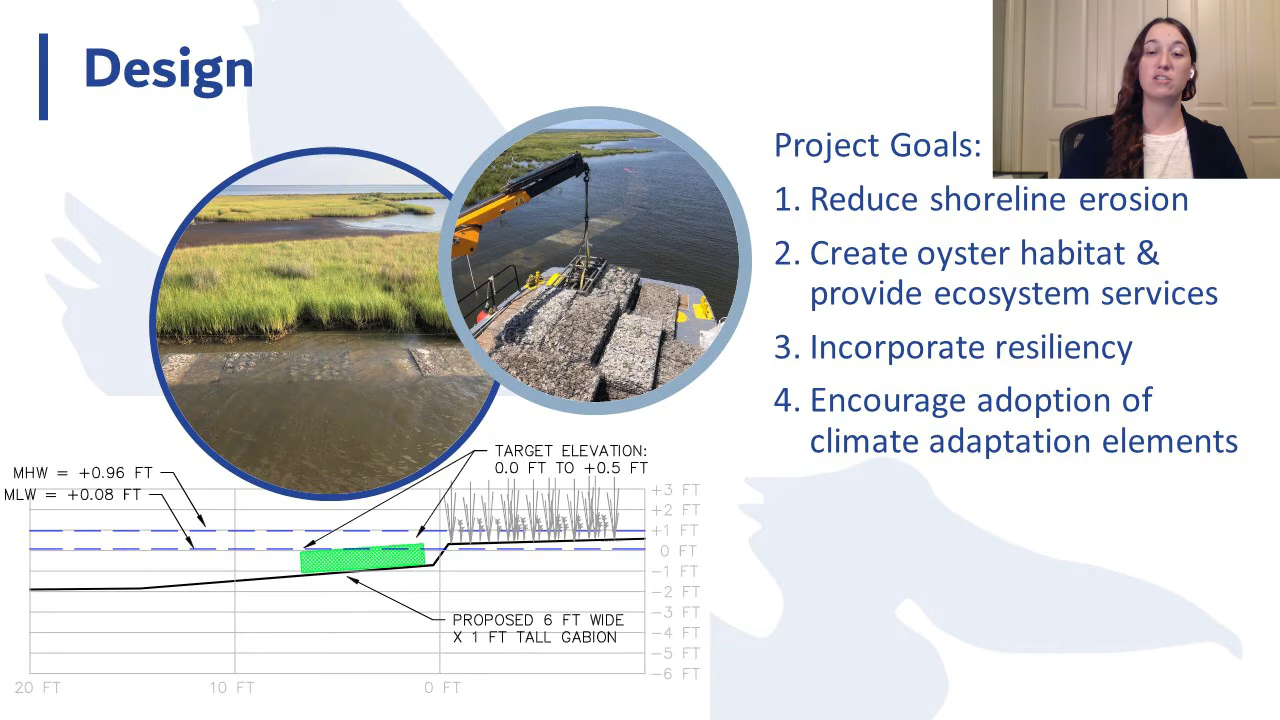 Design
Project Goals:
1. Reduce shoreline erosion
2. Create oyster habitat &
provide ecosystem services
3. Incorporate resiliency
4. Encourage adoption of
climate adaptation elements
TARGET ELEVATION:
0.0 FT TO +0.5 FT
MHW = +0.96 FT
MLW = +0.08 FT
+3 FT
+2 FT
+1 FT
0 FT
−1 FT
−2 FT
−3 FT
−4 FT
−5 FT
−6 FT
PROPOSED 6 FT WIDE
X 1 FT TALL GABION
20 FT
10 FT
0 FT